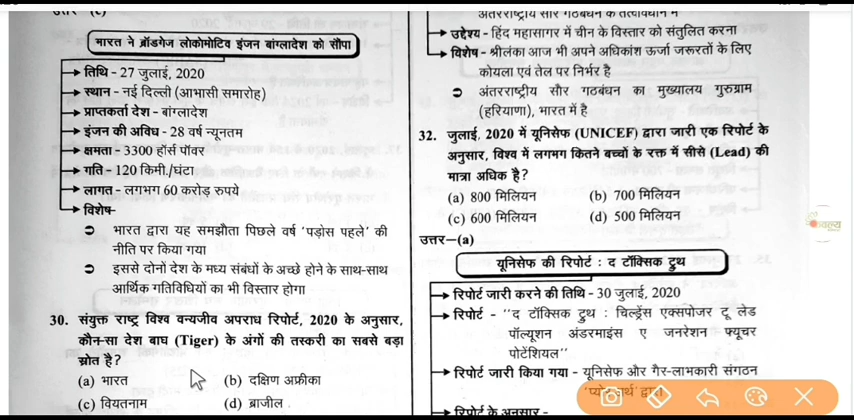 उत्तर – (c)
भारत ने ब्रॉडगेज लोकोमोटिव इंजन बांग्लादेश को सौंपा
तिथि - 27 जुलाई, 2020
स्थान - नई दिल्ली (आभासी समारोह)
प्राप्तकर्ता देश - बांग्लादेश
इंजन की अवधि - 28 वर्ष न्यूनतम
क्षमता - 3300 हॉर्स पॉवर
गति - 120 किमी./घंटा
लागत - लगभग 60 करोड़ रुपये
विशेष-
भारत द्वारा यह समझौता पिछले वर्ष ‘पड़ोस पहले’ की
नीति पर किया गया
इससे दोनों देश के मध्य संबंधों के अच्छे होने के साथ-साथ
आर्थिक गतिविधियों का भी विस्तार होगा
30. संयुक्त राष्ट्र विश्व वन्यजीव अपराध रिपोर्ट, 2020 के अनुसार,
कौन-सा देश बाघ (Tiger) के अंगों की तस्करी का सबसे बड़ा
स्रोत है?
(a) भारत (b) दक्षिण अफ्रीका
(c) वियतनाम (d) ब्राजील
अंतरराष्ट्रीय सौर गठबंधन के तत्वावधान में
उद्देश्य - हिंद महासागर में चीन के विस्तार को संतुलित करना
विशेष - श्रीलंका आज भी अपने अधिकांश ऊर्जा जरूरतों के लिए
कोयला एवं तेल पर निर्भर है
अंतरराष्ट्रीय सौर गठबंधन का मुख्यालय गुरुग्राम
(हरियाणा), भारत में है
32. जुलाई, 2020 में यूनिसेफ (UNICEF) द्वारा जारी एक रिपोर्ट के
अनुसार, विश्व में लगभग कितने बच्चों के रक्त में सीसे (Lead) की
मात्रा अधिक है?
(a) 800 मिलियन (b) 700 मिलियन
(c) 600 मिलियन (d) 500 मिलियन
उत्तर–(a)
यूनिसेफ की रिपोर्ट : द टॉक्सिक ट्रुथ
रिपोर्ट जारी करने की तिथि - 30 जुलाई, 2020
रिपोर्ट - ‘‘द टॉक्सिक ट्रुथ : चिल्ड्रेंस एक्सपोजर टू लेड
पॉल्यूशन अंडरमाइंस ए जनरेशन फ्यूचर
पोटेंशियल’’
रिपोर्ट जारी किया गया - यूनिसेफ और गैर-लाभकारी संगठन
रिपोर्ट के अनुसार -